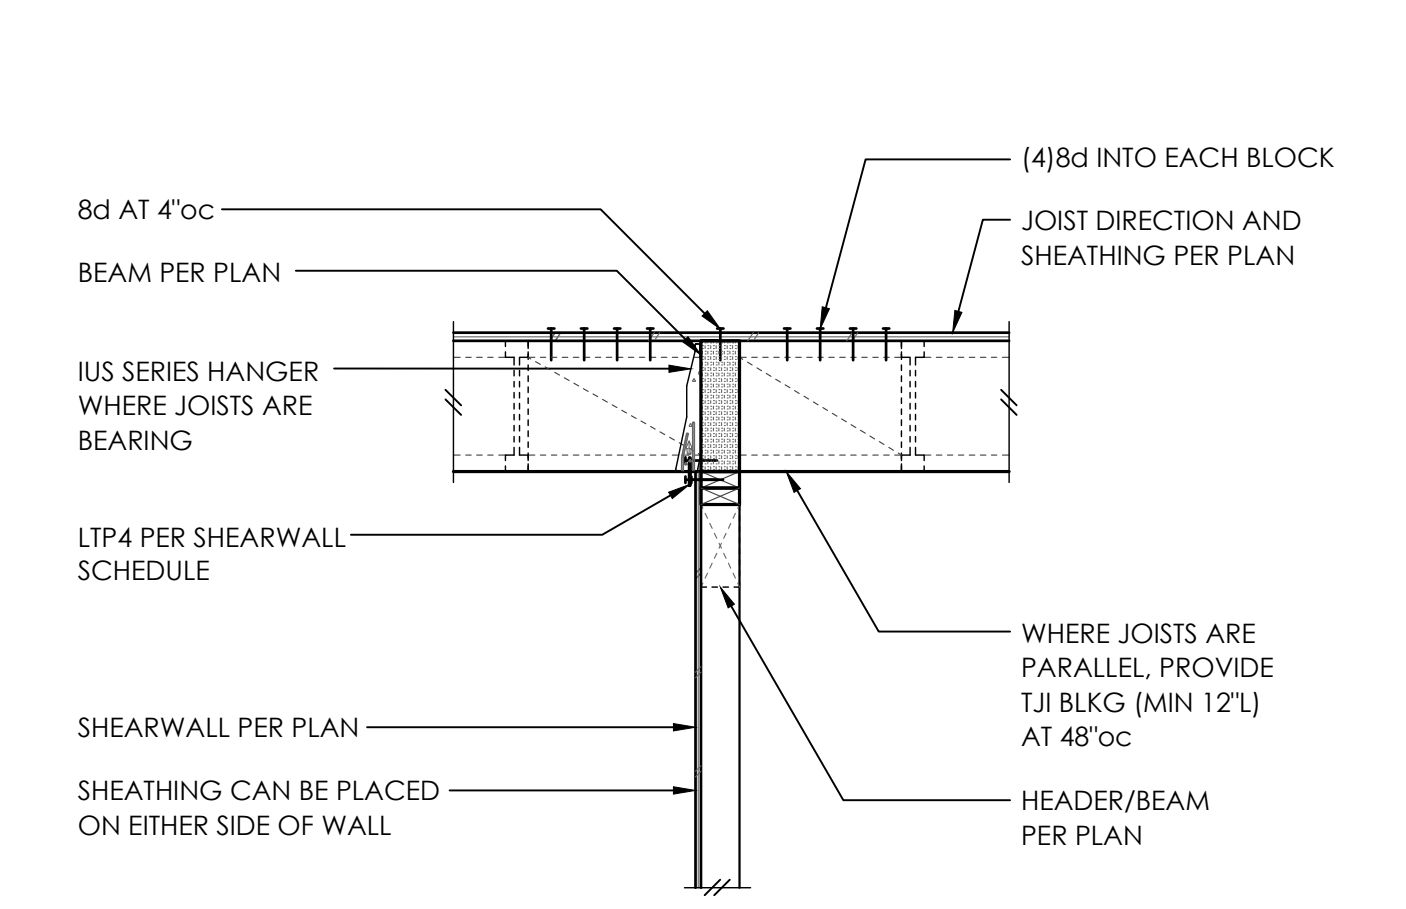 8d AT 4"oc
BEAM PER PLAN
IUS SERIES HANGER
WHERE JOISTS ARE
BEARING
LTP4 PER SHEARWALL
SCHEDULE
SHEARWALL PER PLAN
SHEATHING CAN BE PLACED
ON EITHER SIDE OF WALL
(4)8d INTO EACH BLOCK
JOIST DIRECTION AND
SHEATHING PER PLAN
WHERE JOISTS ARE
PARALLEL, PROVIDE
TJI BLKG (MIN 12"L)
AT 48"oc
HEADER/BEAM
PER PLAN